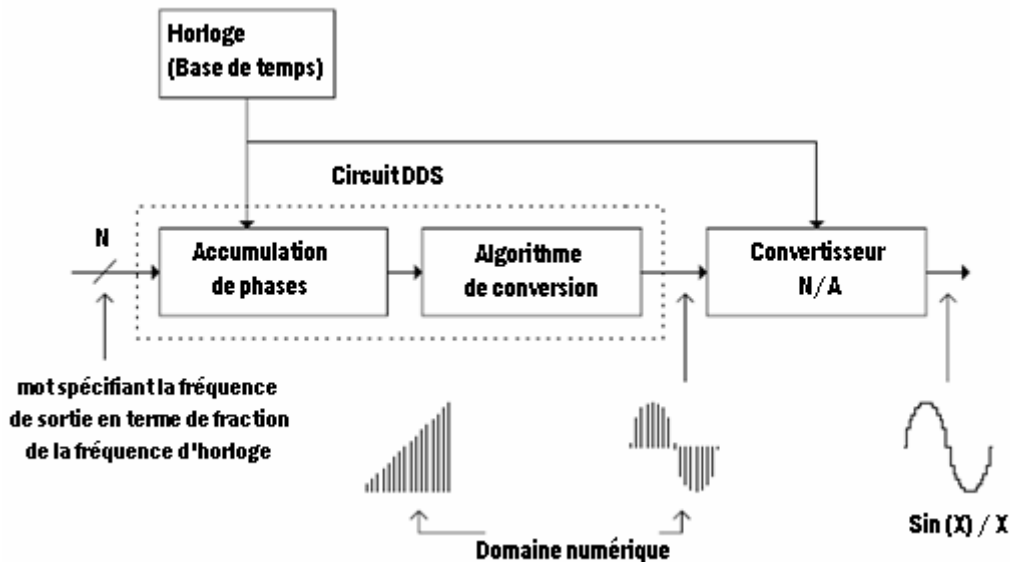 Horloge
(Base de temps)
Circuit DDS
N
Accumulation
de phases
Algorithme
de conversion
Convertisseur
N/A
mot spécifiant la fréquence
de sortie en terme de fraction
de la fréquence d'horloge
Sin (X) / X
Domaine numérique